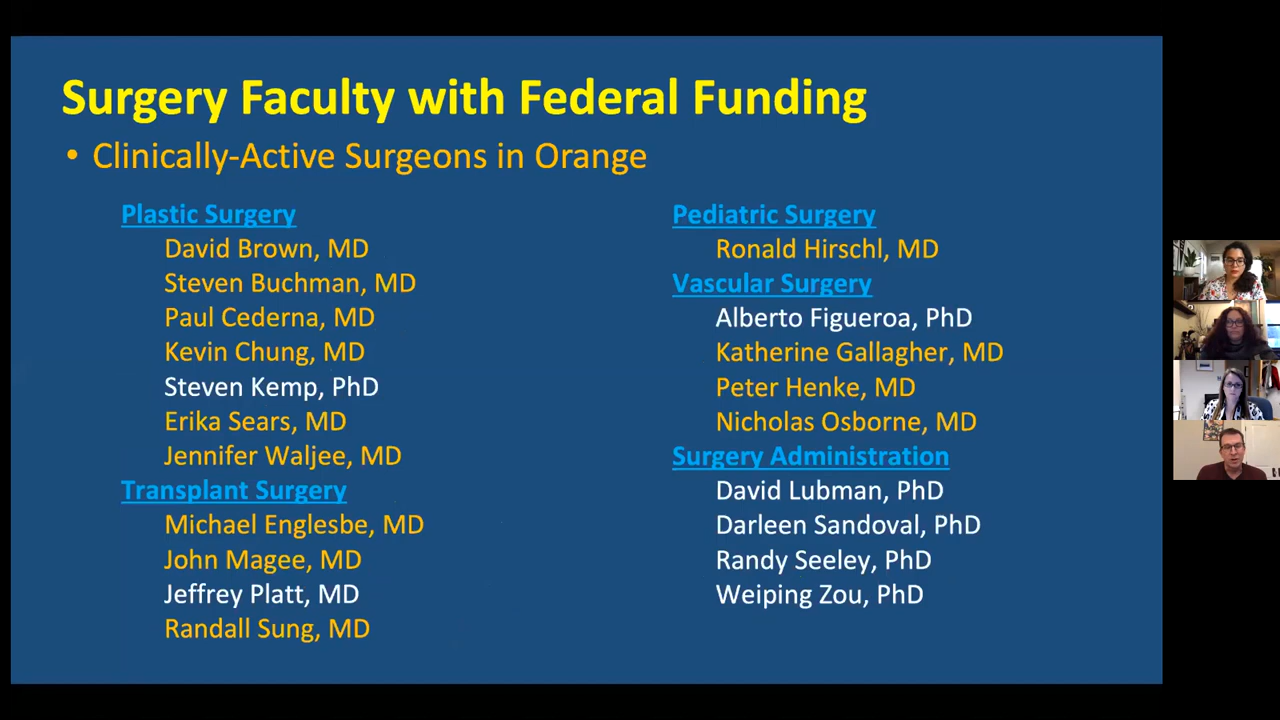 Surgery Faculty with Federal Funding
• Clinically-Active Surgeons in Orange
Plastic Surgery
David Brown, MD
Steven Buchman, MD
Paul Cederna, MD
Kevin Chung, MD
Steven Kemp, PhD
Erika Sears, MD
Jennifer Waljee, MD
Transplant Surgery
Michael Englesbe, MD
John Magee, MD
Jeffrey Platt, MD
Randall Sung, MD
Pediatric Surgery
Ronald Hirschl, MD
Vascular Surgery
Alberto Figueroa, PhD
Katherine Gallagher, MD
Peter Henke, MD
Nicholas Osborne, MD
Surgery Administration
David Lubman, PhD
Darleen Sandoval, PhD
Randy Seeley, PhD
Weiping Zou, PhD